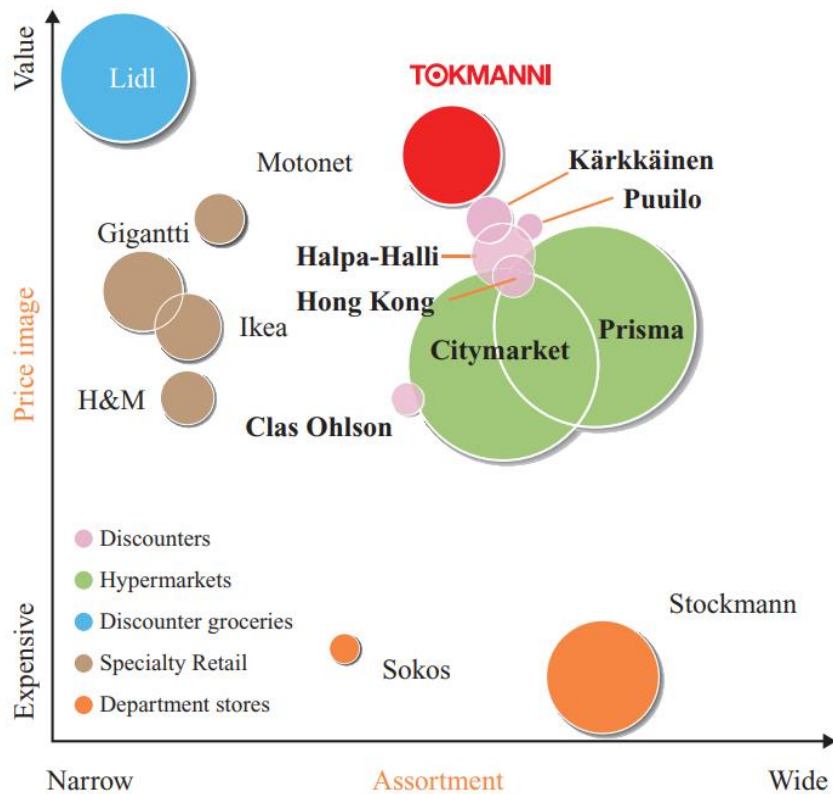 Value
Lidl
TOKMANNI
Motonet
Kärkkäinen
Puuilo
Gigantti
Halpa-Halli
Hong Kong
Price image
Ikea
Citymarket
Prisma
H&M
Clas Ohlson
Discounters
Hypermarkets
Discounter groceries
Specialty Retail
Department stores
Stockmann
Sokos
Expensive
Narrow
Assortment
Wide